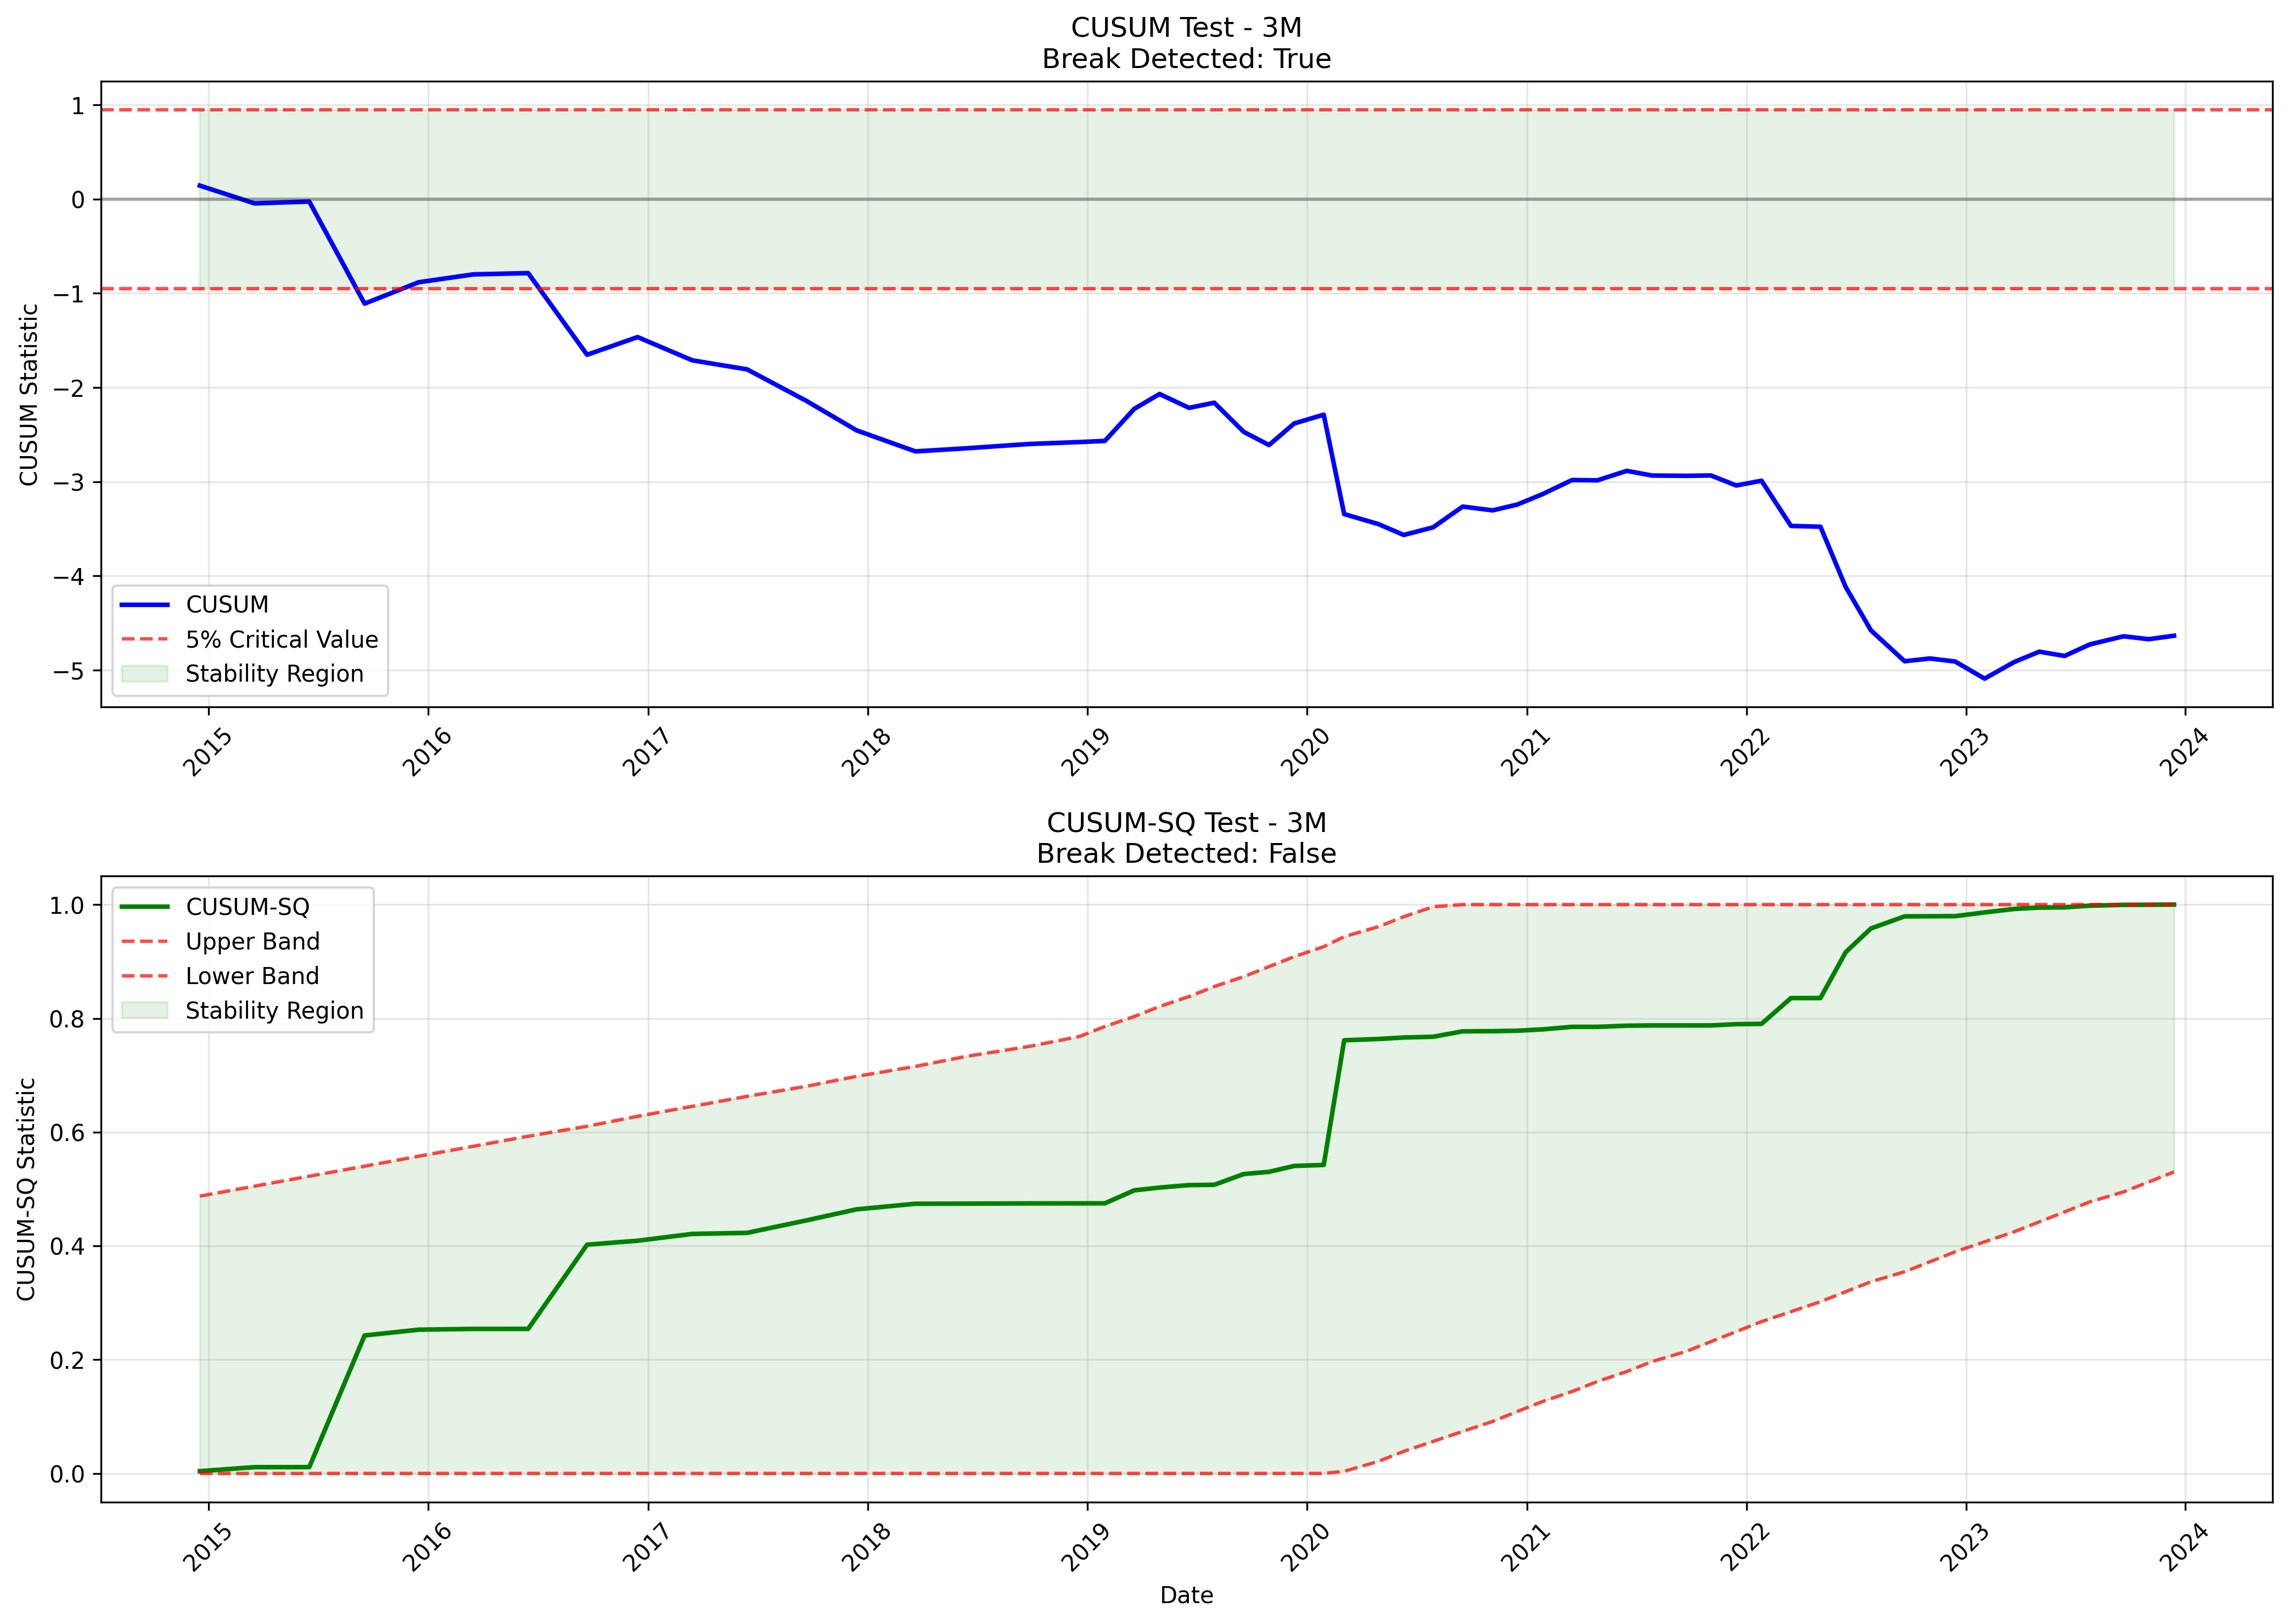 CUSUM Test - 3M
Break Detected: True
CUSUM Statistic
1
0
−1
−2
−3
−4
−5
CUSUM
5% Critical Value
Stability Region
2015
2016
2017
2018
2019
2020
2021
2022
2023
2024
CUSUM-SQ Test - 3M
Break Detected: False
CUSUM-SQ Statistic
1.0
0.8
0.6
0.4
0.2
0.0
CUSUM-SQ
Upper Band
Lower Band
Stability Region
2015
2016
2017
2018
2019
2020
2021
2022
2023
2024
Date